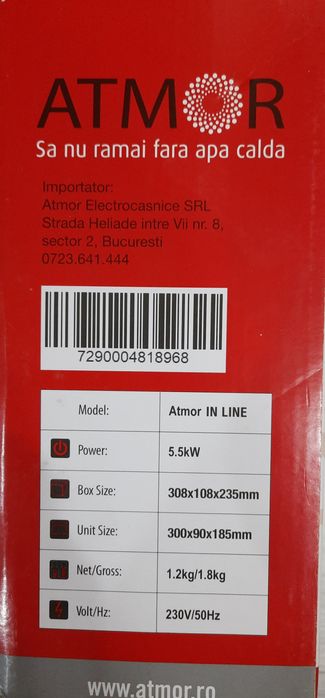 ATMOR
Sa nu ramai fara apa calda
Importator:
Atmor Electrocasnice SRL
Strada Heliade intre Vii nr. 8,
sector 2, Bucuresti
0723.641.444
7290004818968
Model: Atmor IN LINE
Power: 5.5kW
Box Size: 308x108x235mm
Unit Size: 300x90x185mm
Net/Gross: 1.2kg/1.8kg
Volt/Hz: 230V/50Hz
www.atmor.ro